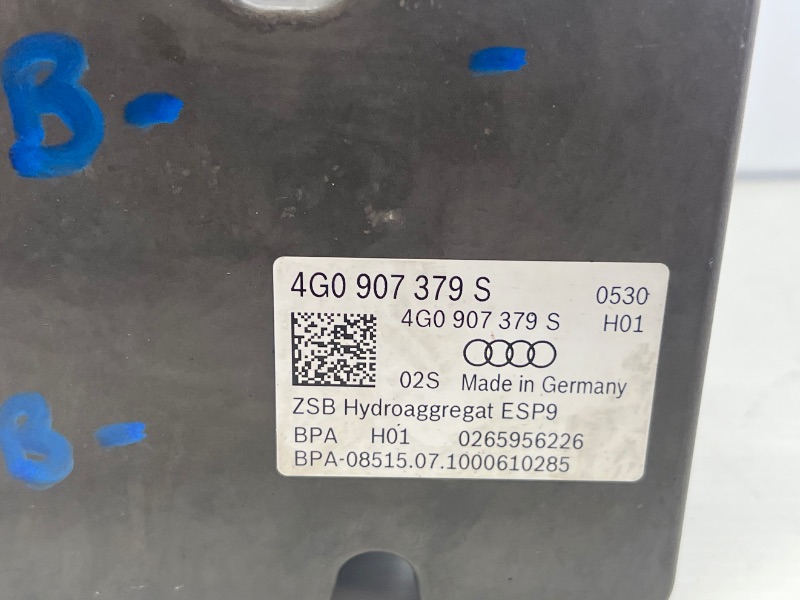 B -
-
4G0 907 379 S
0530
4G0 907 379 S H01
02S Made in Germany
ZSB Hydroaggregat ESP9
BPA H01 0265956226
BPA-08515.07.1000610285
B -